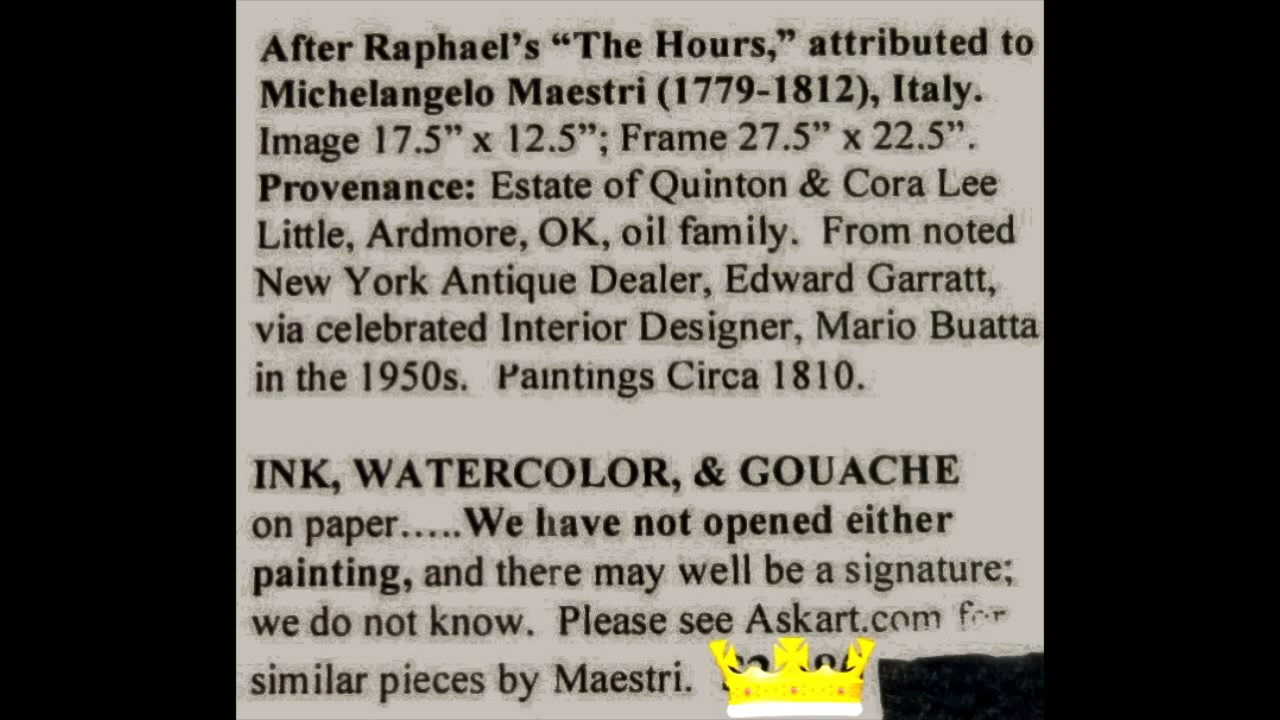 After Raphael's “The Hours,” attributed to
Michelangelo Maestri (1779-1812), Italy.
Image 17.5” x 12.5”; Frame 27.5” x 22.5”.
Provenance: Estate of Quinton & Cora Lee
Little, Ardmore, OK, oil family. From noted
New York Antique Dealer, Edward Garratt,
via celebrated Interior Designer, Mario Buatta
in the 1950s. Paintings Circa 1810.
INK, WATERCOLOR, & GOUACHE
on paper.....We have not opened either
painting, and there may well be a signature;
we do not know. Please see Askart.com for
similar pieces by Maestri.